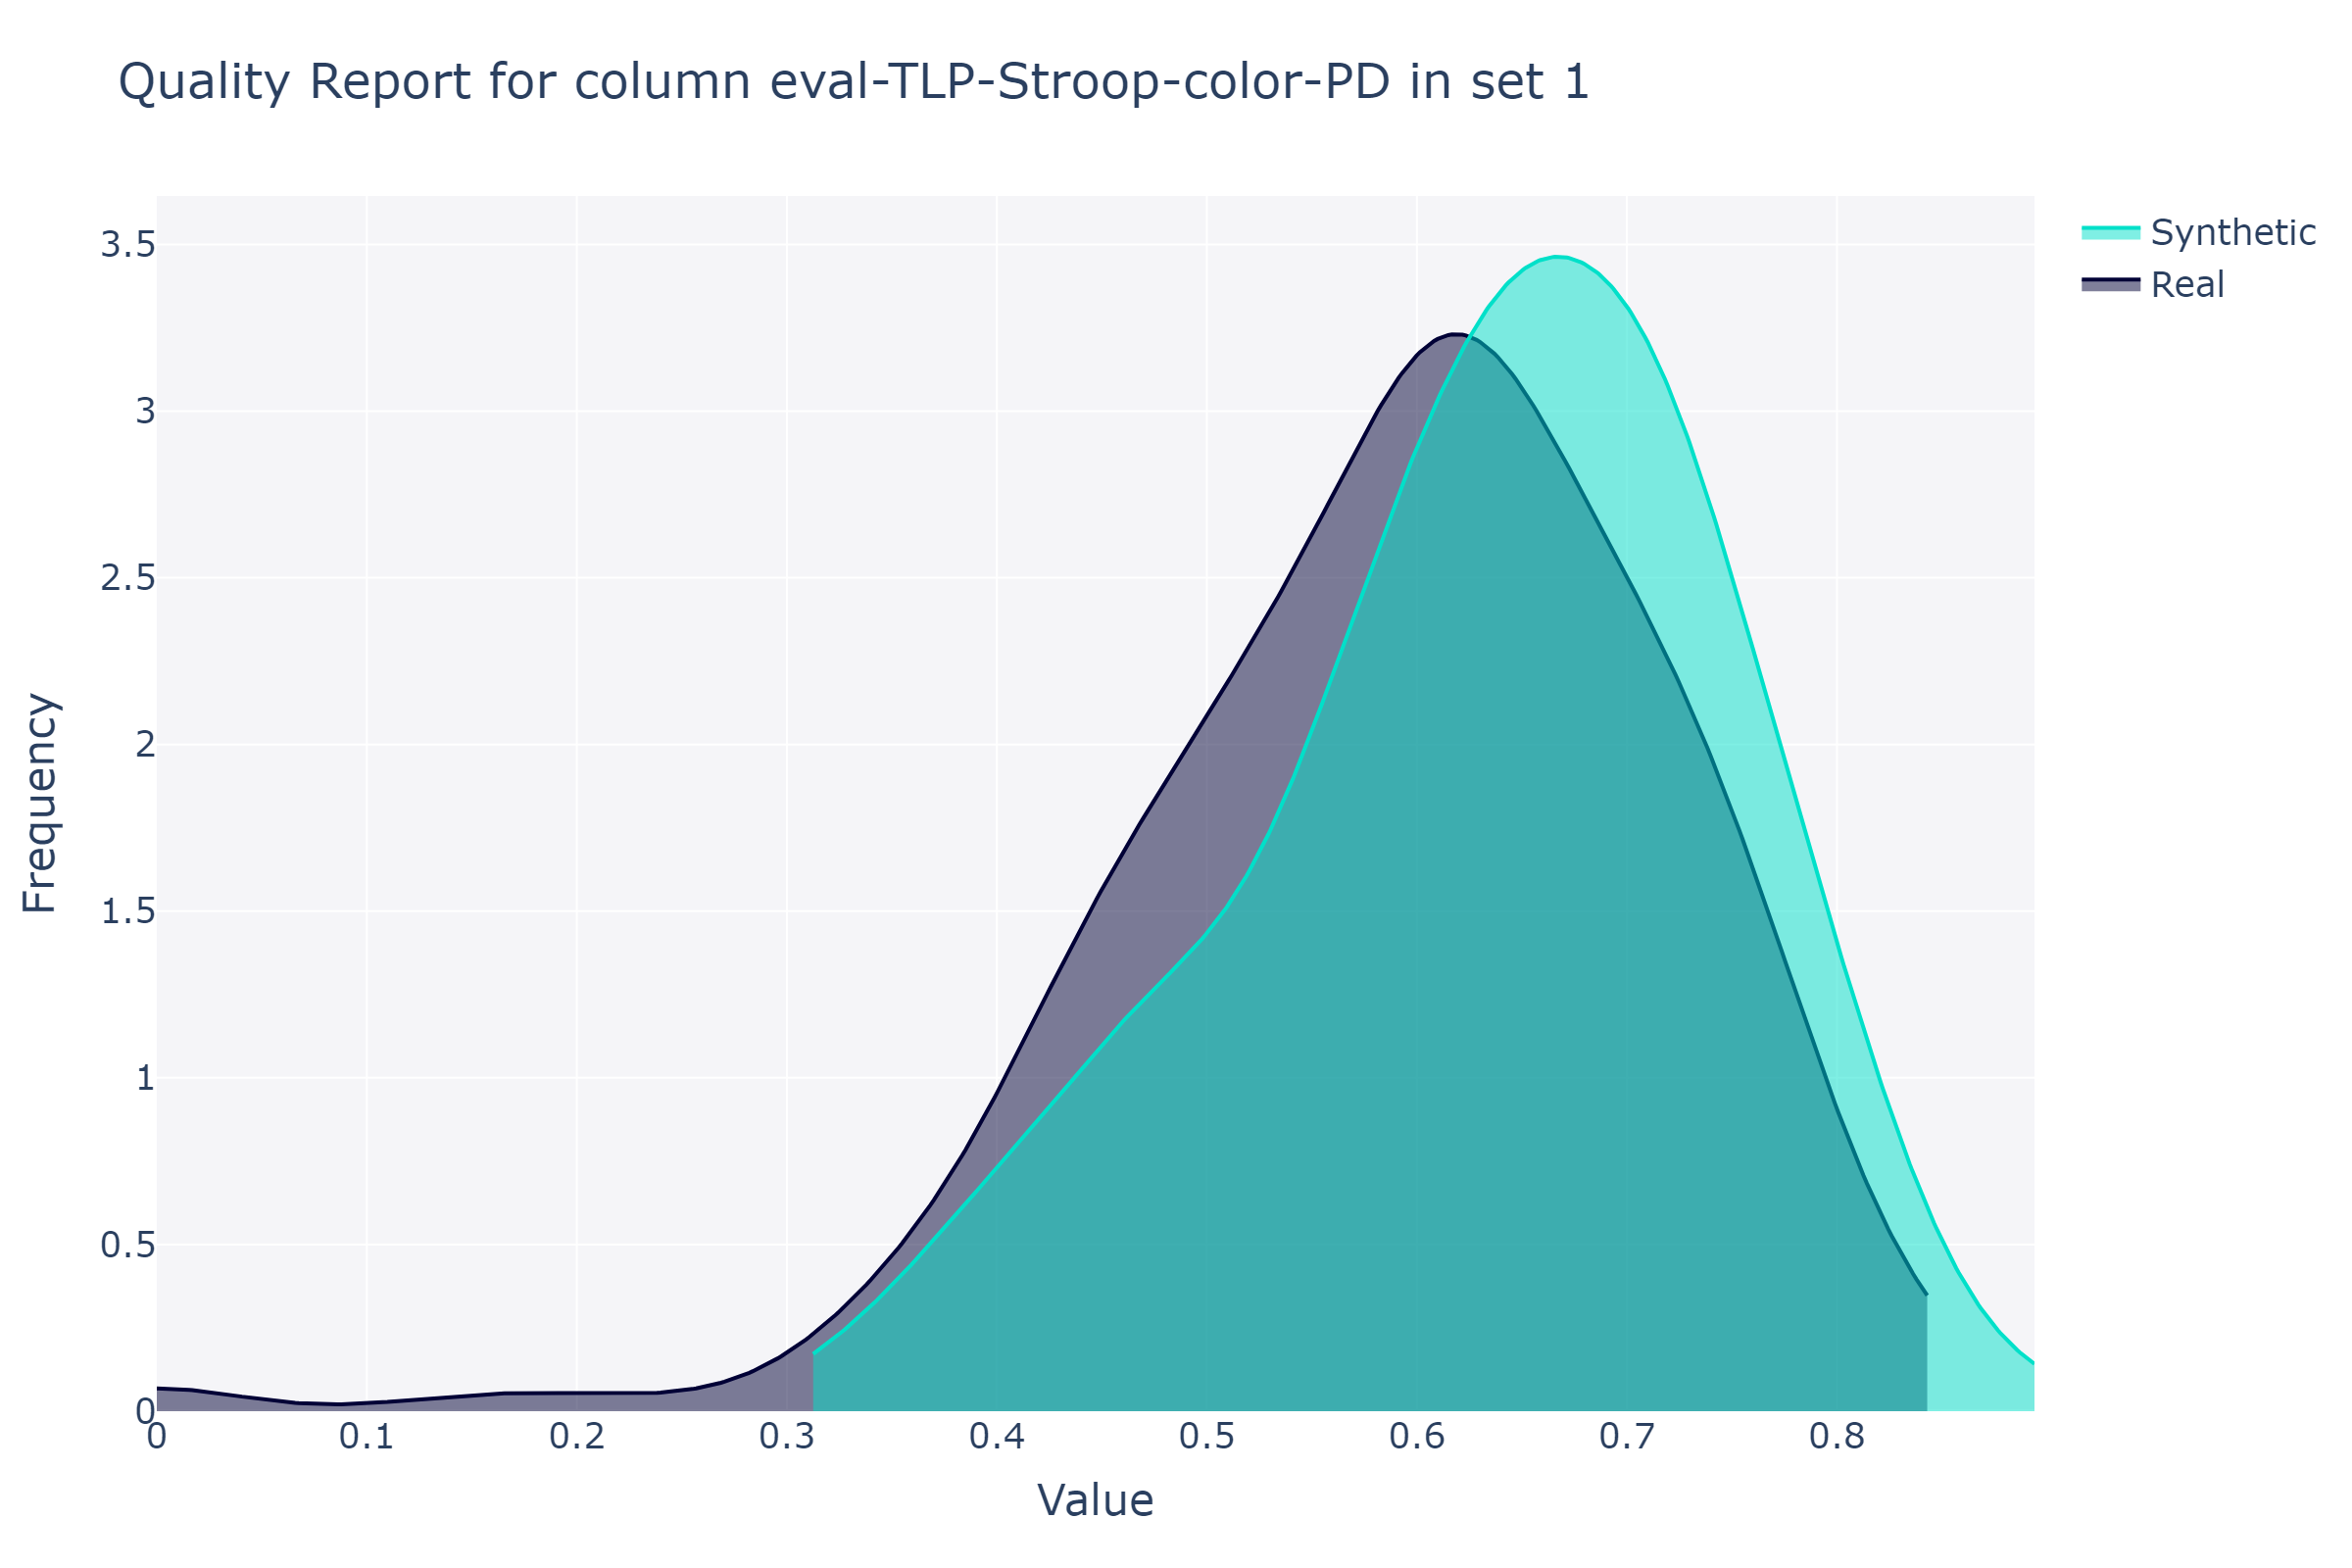 Quality Report for column eval-TLP-Stroop-color-PD in set 1
Synthetic
Real
Frequency
3.5
3
2.5
2
1.5
1
0.5
0
0 0.1 0.2 0.3 0.4 0.5 0.6 0.7 0.8
Value